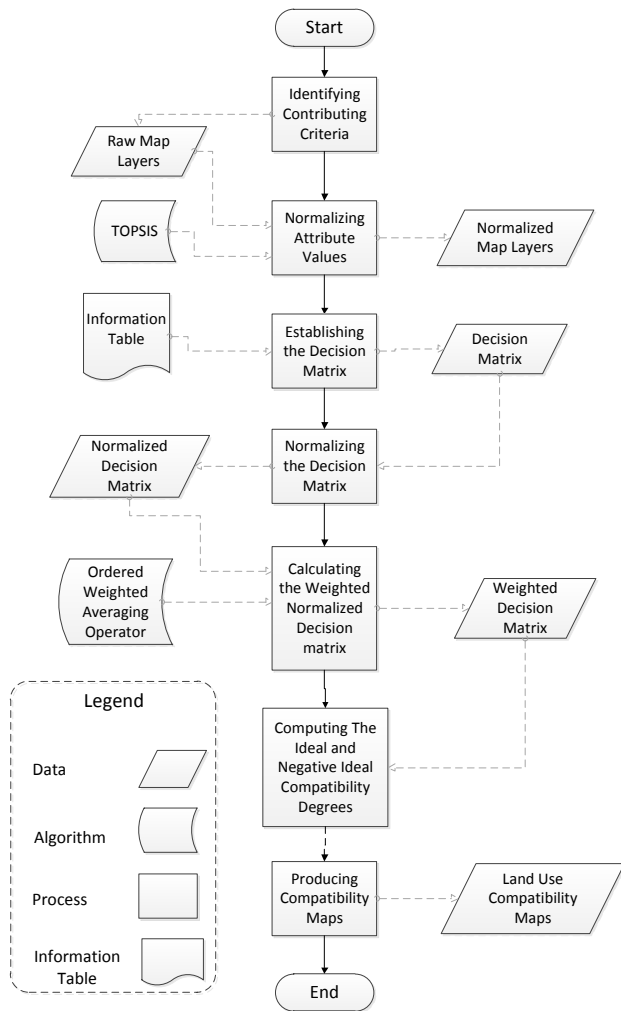 Start
Identifying
Contributing
Criteria
Raw Map
Layers
TOPSIS
Normalizing
Attribute
Values
Normalized
Map Layers
Information
Table
Establishing
the Decision
Matrix
Decision
Matrix
Normalized
Decision
Matrix
Normalizing
the Decision
Matrix
Ordered
Weighted
Averaging
Operator
Calculating
the Weighted
Normalized
Decision
matrix
Weighted
Decision
Matrix
Computing The
Ideal and
Negative Ideal
Compatibility
Degrees
Producing
Compatibility
Maps
Land Use
Compatibility
Maps
End
Legend
Data
Algorithm
Process
Information
Table